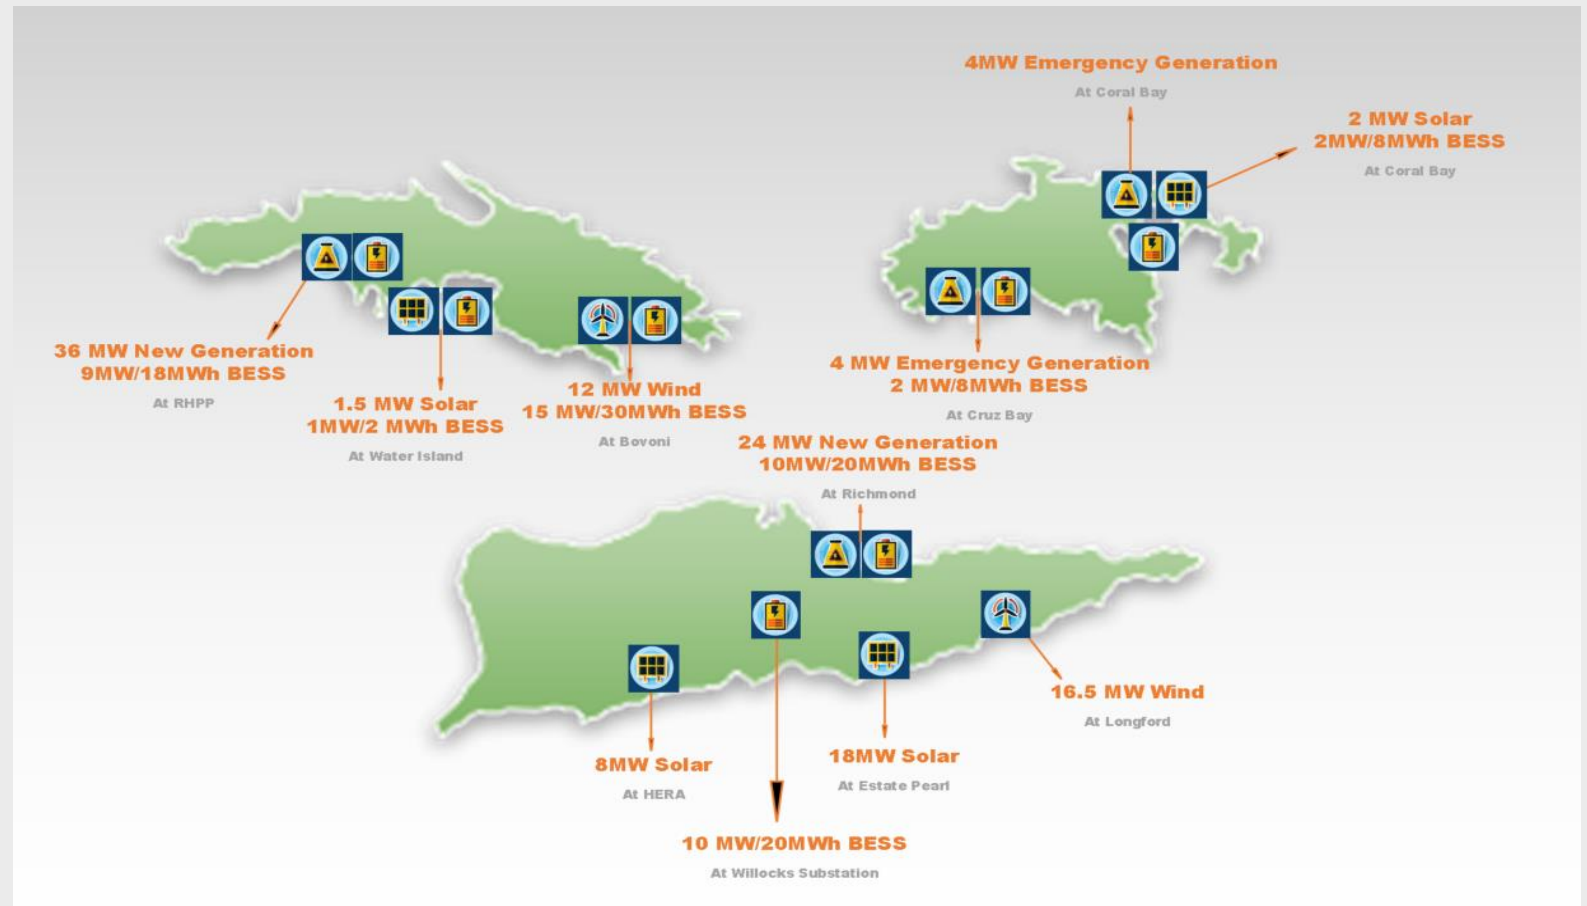 4MW Emergency Generation
At Coral Bay
2 MW Solar
2MW/8MWh BESS
At Coral Bay
36 MW New Generation
9MW/18MWh BESS
At RHPP
1.5 MW Solar
1MW/2 MWh BESS
At Water Island
12 MW Wind
15 MW/30MWh BESS
At Bovoni
4 MW Emergency Generation
2 MW/8MWh BESS
At Cruz Bay
24 MW New Generation
10MW/20MWh BESS
At Richmond
16.5 MW Wind
At Longford
8MW Solar
At HERA
18MW Solar
At Estate Pearl
10 MW/20MWh BESS
At Willocks Substation